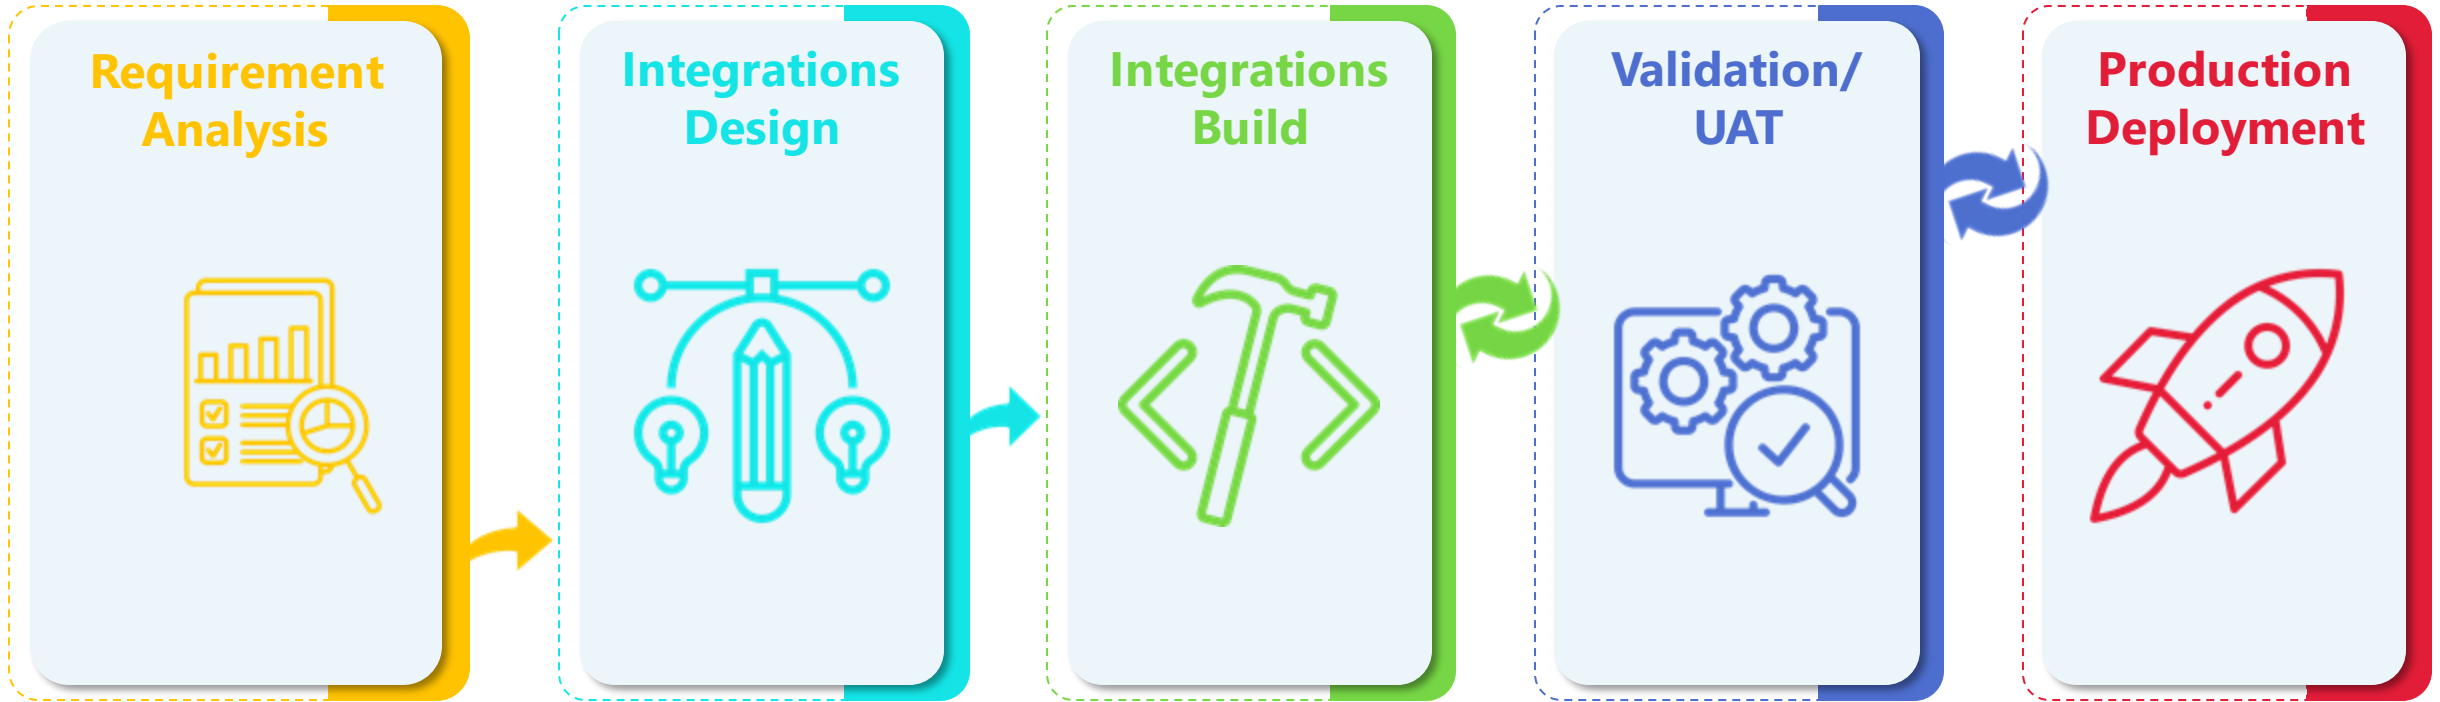 Requirement
Analysis
Integrations
Design
Integrations
Build
Validation/
UAT
Production
Deployment